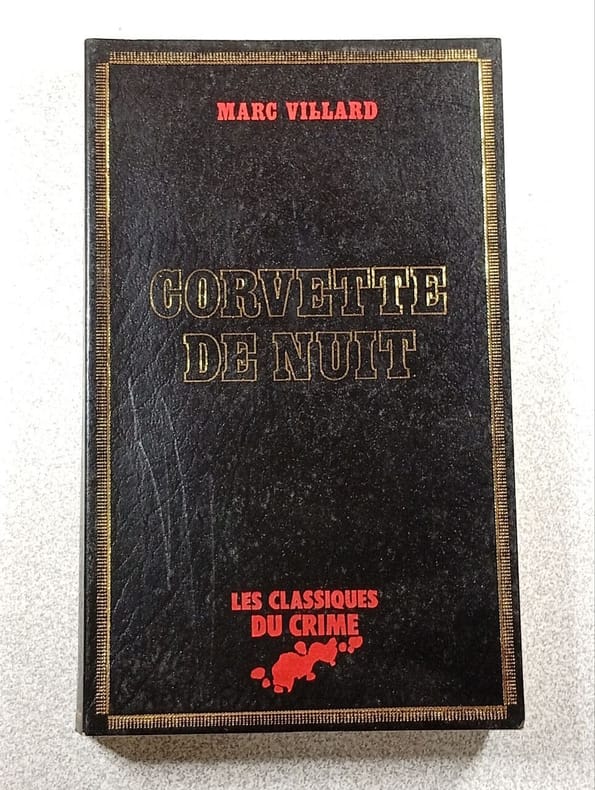 MARC VILLARD
CORVETTE
DE NUIT
LES CLASSIQUES
DU CRIME